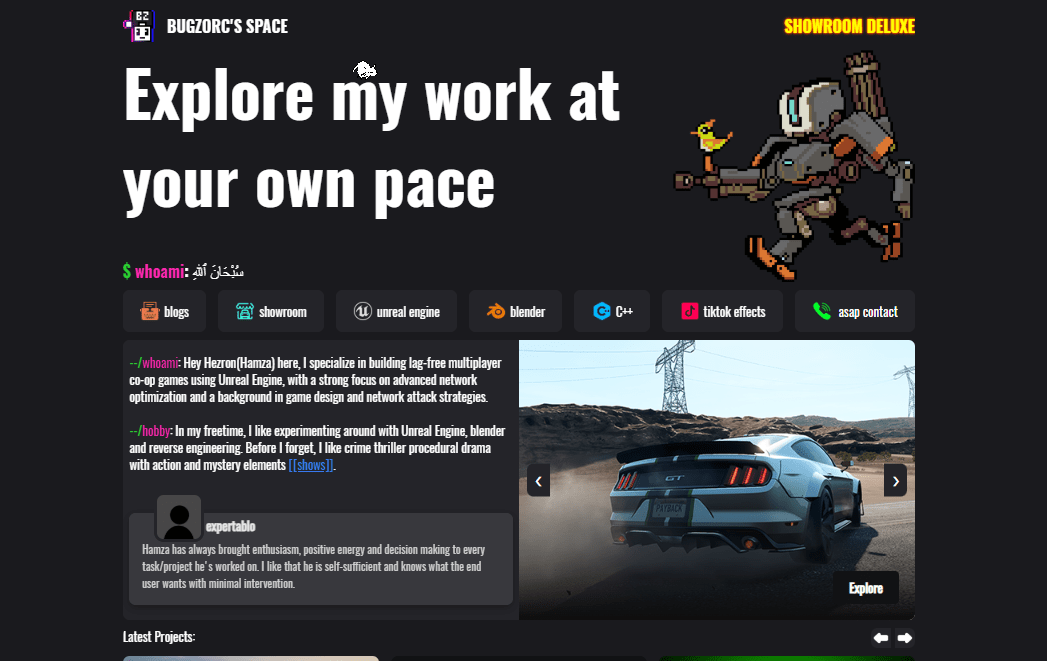 BZ
BUGZORC'S SPACE
SHOWROOM DELUXE
Explore my work at
your own pace
$ whoami: سُبْحَانَ ٱللَّٰهِ
blogs
showroom
unreal engine
blender
C++
tiktok effects
asap contact
--/whoami: Hey Hezron(Hamza) here, I specialize in building lag-free multiplayer
co-op games using Unreal Engine, with a strong focus on advanced network
optimization and a background in game design and network attack strategies.
--/hobby: In my freetime, I like experimenting around with Unreal Engine, blender
and reverse engineering. Before I forget, I like crime thriller procedural drama
with action and mystery elements [[shows]].
expertablo
Hamza has always brought enthusiasm, positive energy and decision making to every
task/project he's worked on. I like that he is self-sufficient and knows what the end
user wants with minimal intervention.
GT
PAYBACK
Explore
Latest Projects: